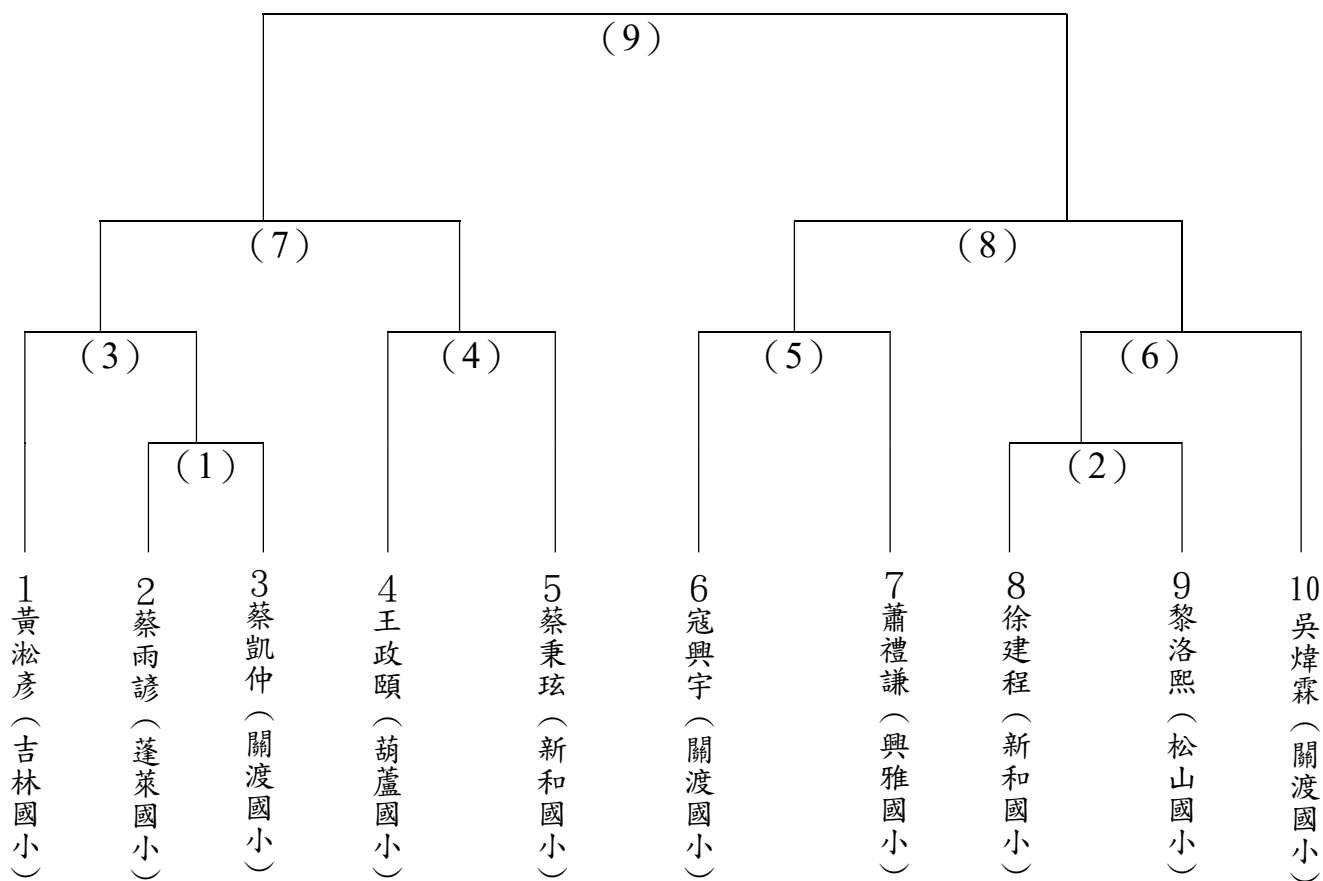 (9)
(7)
(8)
(3)
(4)
(5)
(6)
(1)
(2)
1黃淞彥(吉林國小)
2蔡雨諺(蓬萊國小)
3蔡凱仲(關渡國小)
4王政頤(葫蘆國小)
5蔡秉玹(新和國小)
6寇興宇(關渡國小)
7蕭禮謙(興雅國小)
8徐建程(新和國小)
9黎洛熙(松山國小)
10吳煒霖(關渡國小)